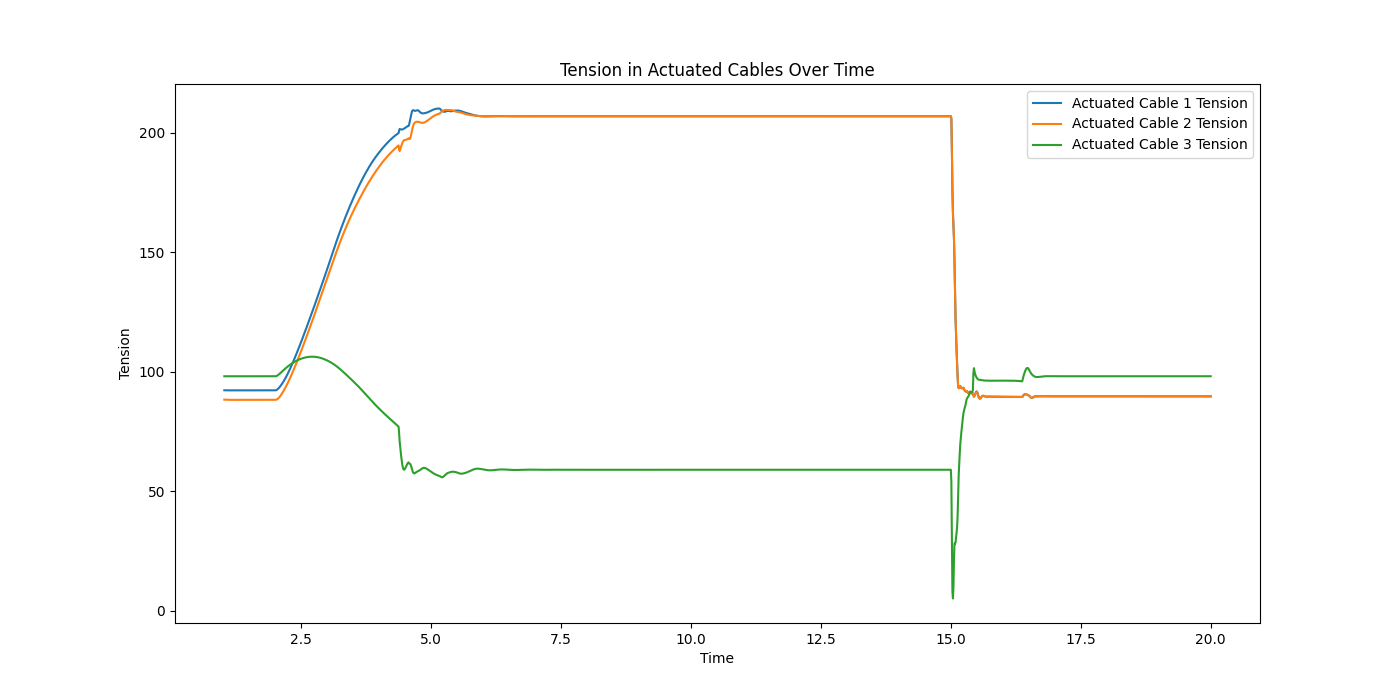 Tension in Actuated Cables Over Time
Actuated Cable 1 Tension
Actuated Cable 2 Tension
Actuated Cable 3 Tension
Tension
200
150
100
50
0
2.5 5.0 7.5 10.0 12.5 15.0 17.5 20.0
Time